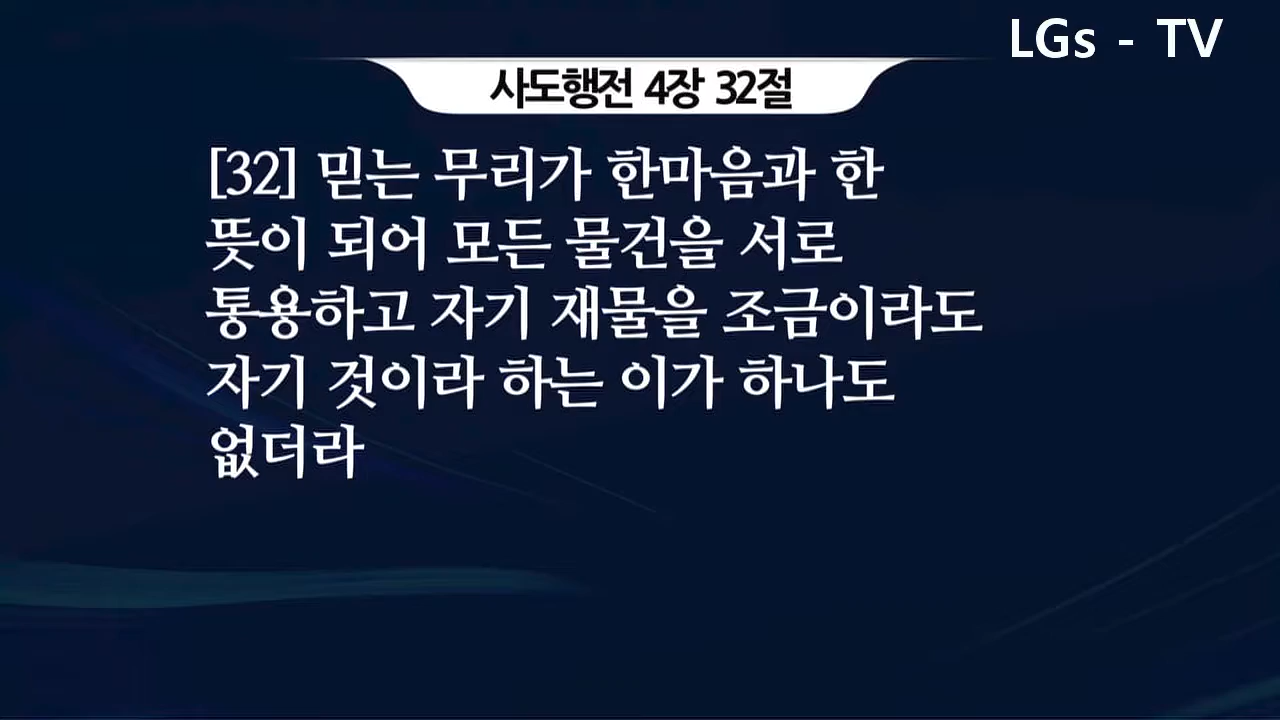 LGs - TV
사도행전 4장 32절
[32] 믿는 무리가 한마음과 한
뜻이 되어 모든 물건을 서로
통용하고 자기 재물을 조금이라도
자기 것이라 하는 이가 하나도
없더라